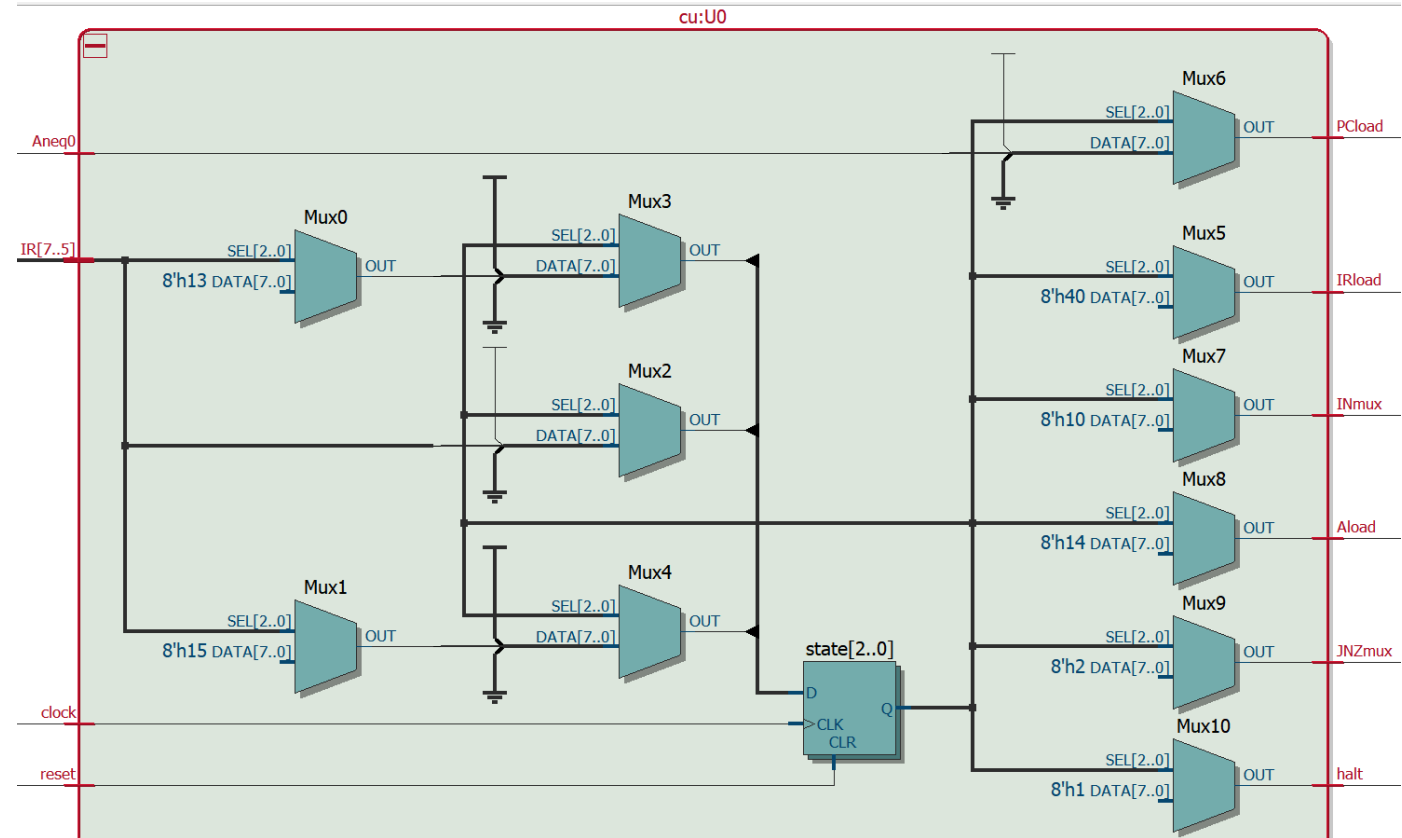 cu:U0
Mux6
SEL[2..0]
DATA[7..0]
OUT
PCload
Aneq0
Mux0
SEL[2..0]
8'h13 DATA[7..0]
OUT
IR[7..5]
Mux3
SEL[2..0]
DATA[7..0]
OUT
Mux5
SEL[2..0]
8'h40 DATA[7..0]
OUT
IRload
Mux2
SEL[2..0]
DATA[7..0]
OUT
Mux7
SEL[2..0]
8'h10 DATA[7..0]
OUT
INmux
Mux8
SEL[2..0]
8'h14 DATA[7..0]
OUT
Aload
Mux1
SEL[2..0]
8'h15 DATA[7..0]
OUT
Mux4
SEL[2..0]
DATA[7..0]
OUT
Mux9
SEL[2..0]
8'h2 DATA[7..0]
OUT
JNZmux
state[2..0]
D
Q
CLK
CLR
clock
reset
Mux10
SEL[2..0]
8'h1 DATA[7..0]
OUT
halt